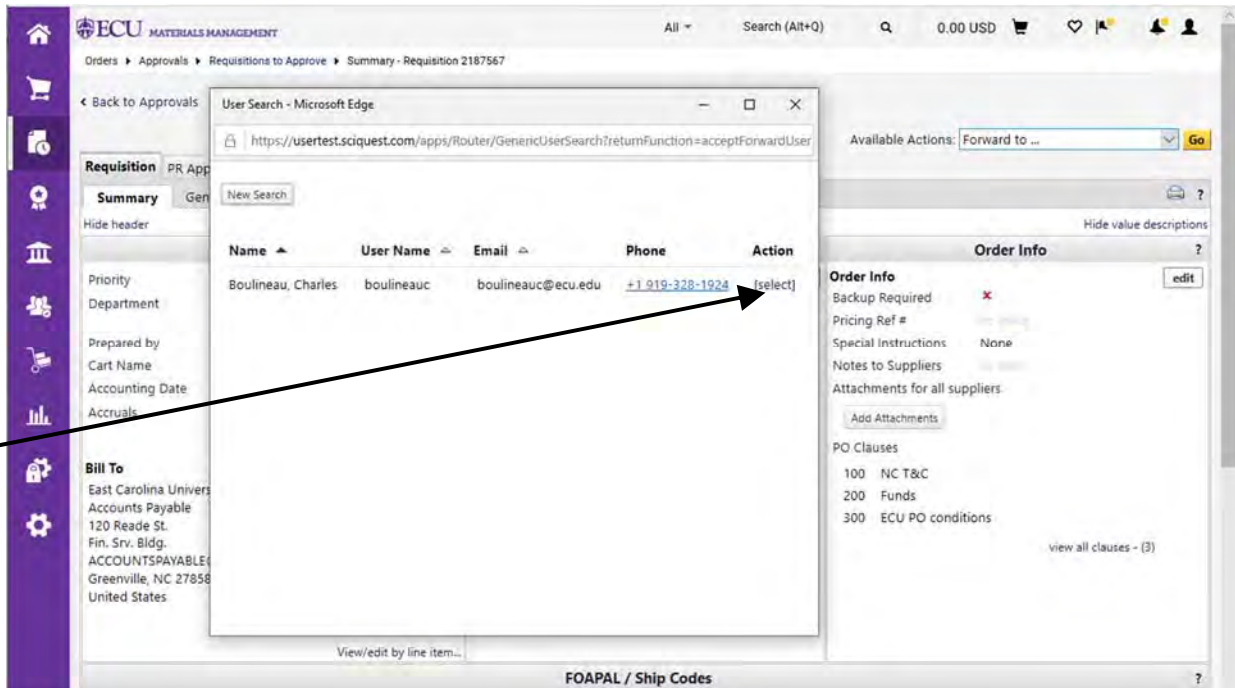 ECU MATERIALS MANAGEMENT
All
Search (Alt+Q)
0.00 USD
Orders ▸ Approvals ▸ Requisitions to Approve ▸ Summary - Requisition 2187567
Back to Approvals
Available Actions: Forward to ...
Go
Requisition PR App
Summary Gen
?
Hide header
Hide value descriptions
User Search - Microsoft Edge
https://usertest.sciquest.com/apps/Router/GenericUserSearch?returnFunction=acceptForwardUser
New Search
Name User Name Email Phone Action
Boulineau, Charles boulineauc boulineauc@ecu.edu +1 919-328-1924 [select]
Priority
Department
Prepared by
Cart Name
Accounting Date
Accruals
Bill To
East Carolina Univers
Accounts Payable
120 Reade St.
Fin. Srv. Bldg.
ACCOUNTSPAYABLE
Greenville, NC 27858
United States
View/edit by line item...
Order Info ?
Order Info edit
Backup Required
Pricing Ref #
Special Instructions None
Notes to Suppliers
Attachments for all suppliers
Add Attachments
PO Clauses
100 NC T&C
200 Funds
300 ECU PO conditions
view all clauses - (3)
FOAPAL / Ship Codes ?